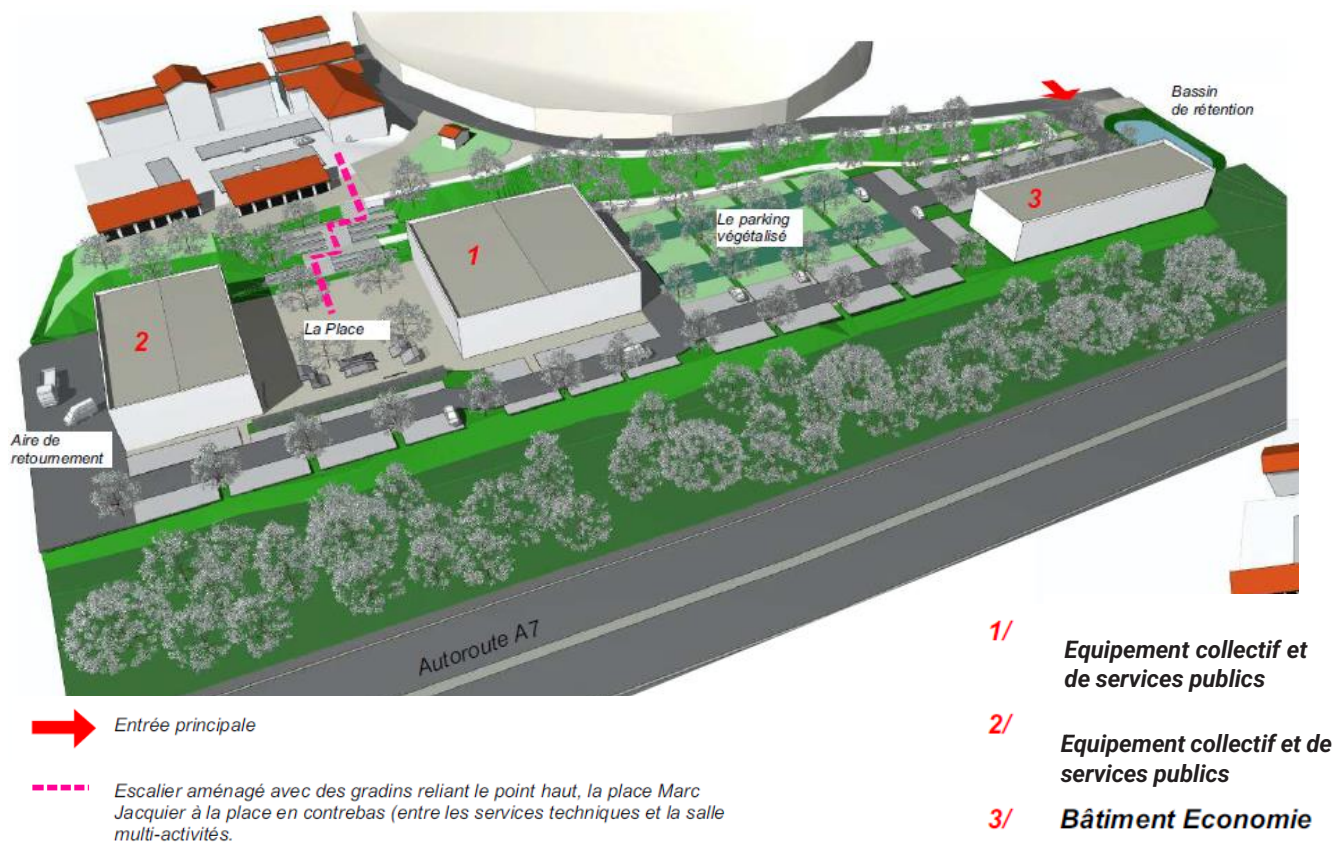 Bassin
de rétention
3
Le parking
végétalisé
1
La Place
2
Aire de
retournement
Autoroute A7
Entrée principale
Escalier aménagé avec des gradins reliant le point haut, la place Marc
Jacquier à la place en contrebas (entre les services techniques et la salle
multi-activités.
1/
Equipement collectif et
de services publics
2/
Equipement collectif et de
services publics
3/ Bâtiment Economie